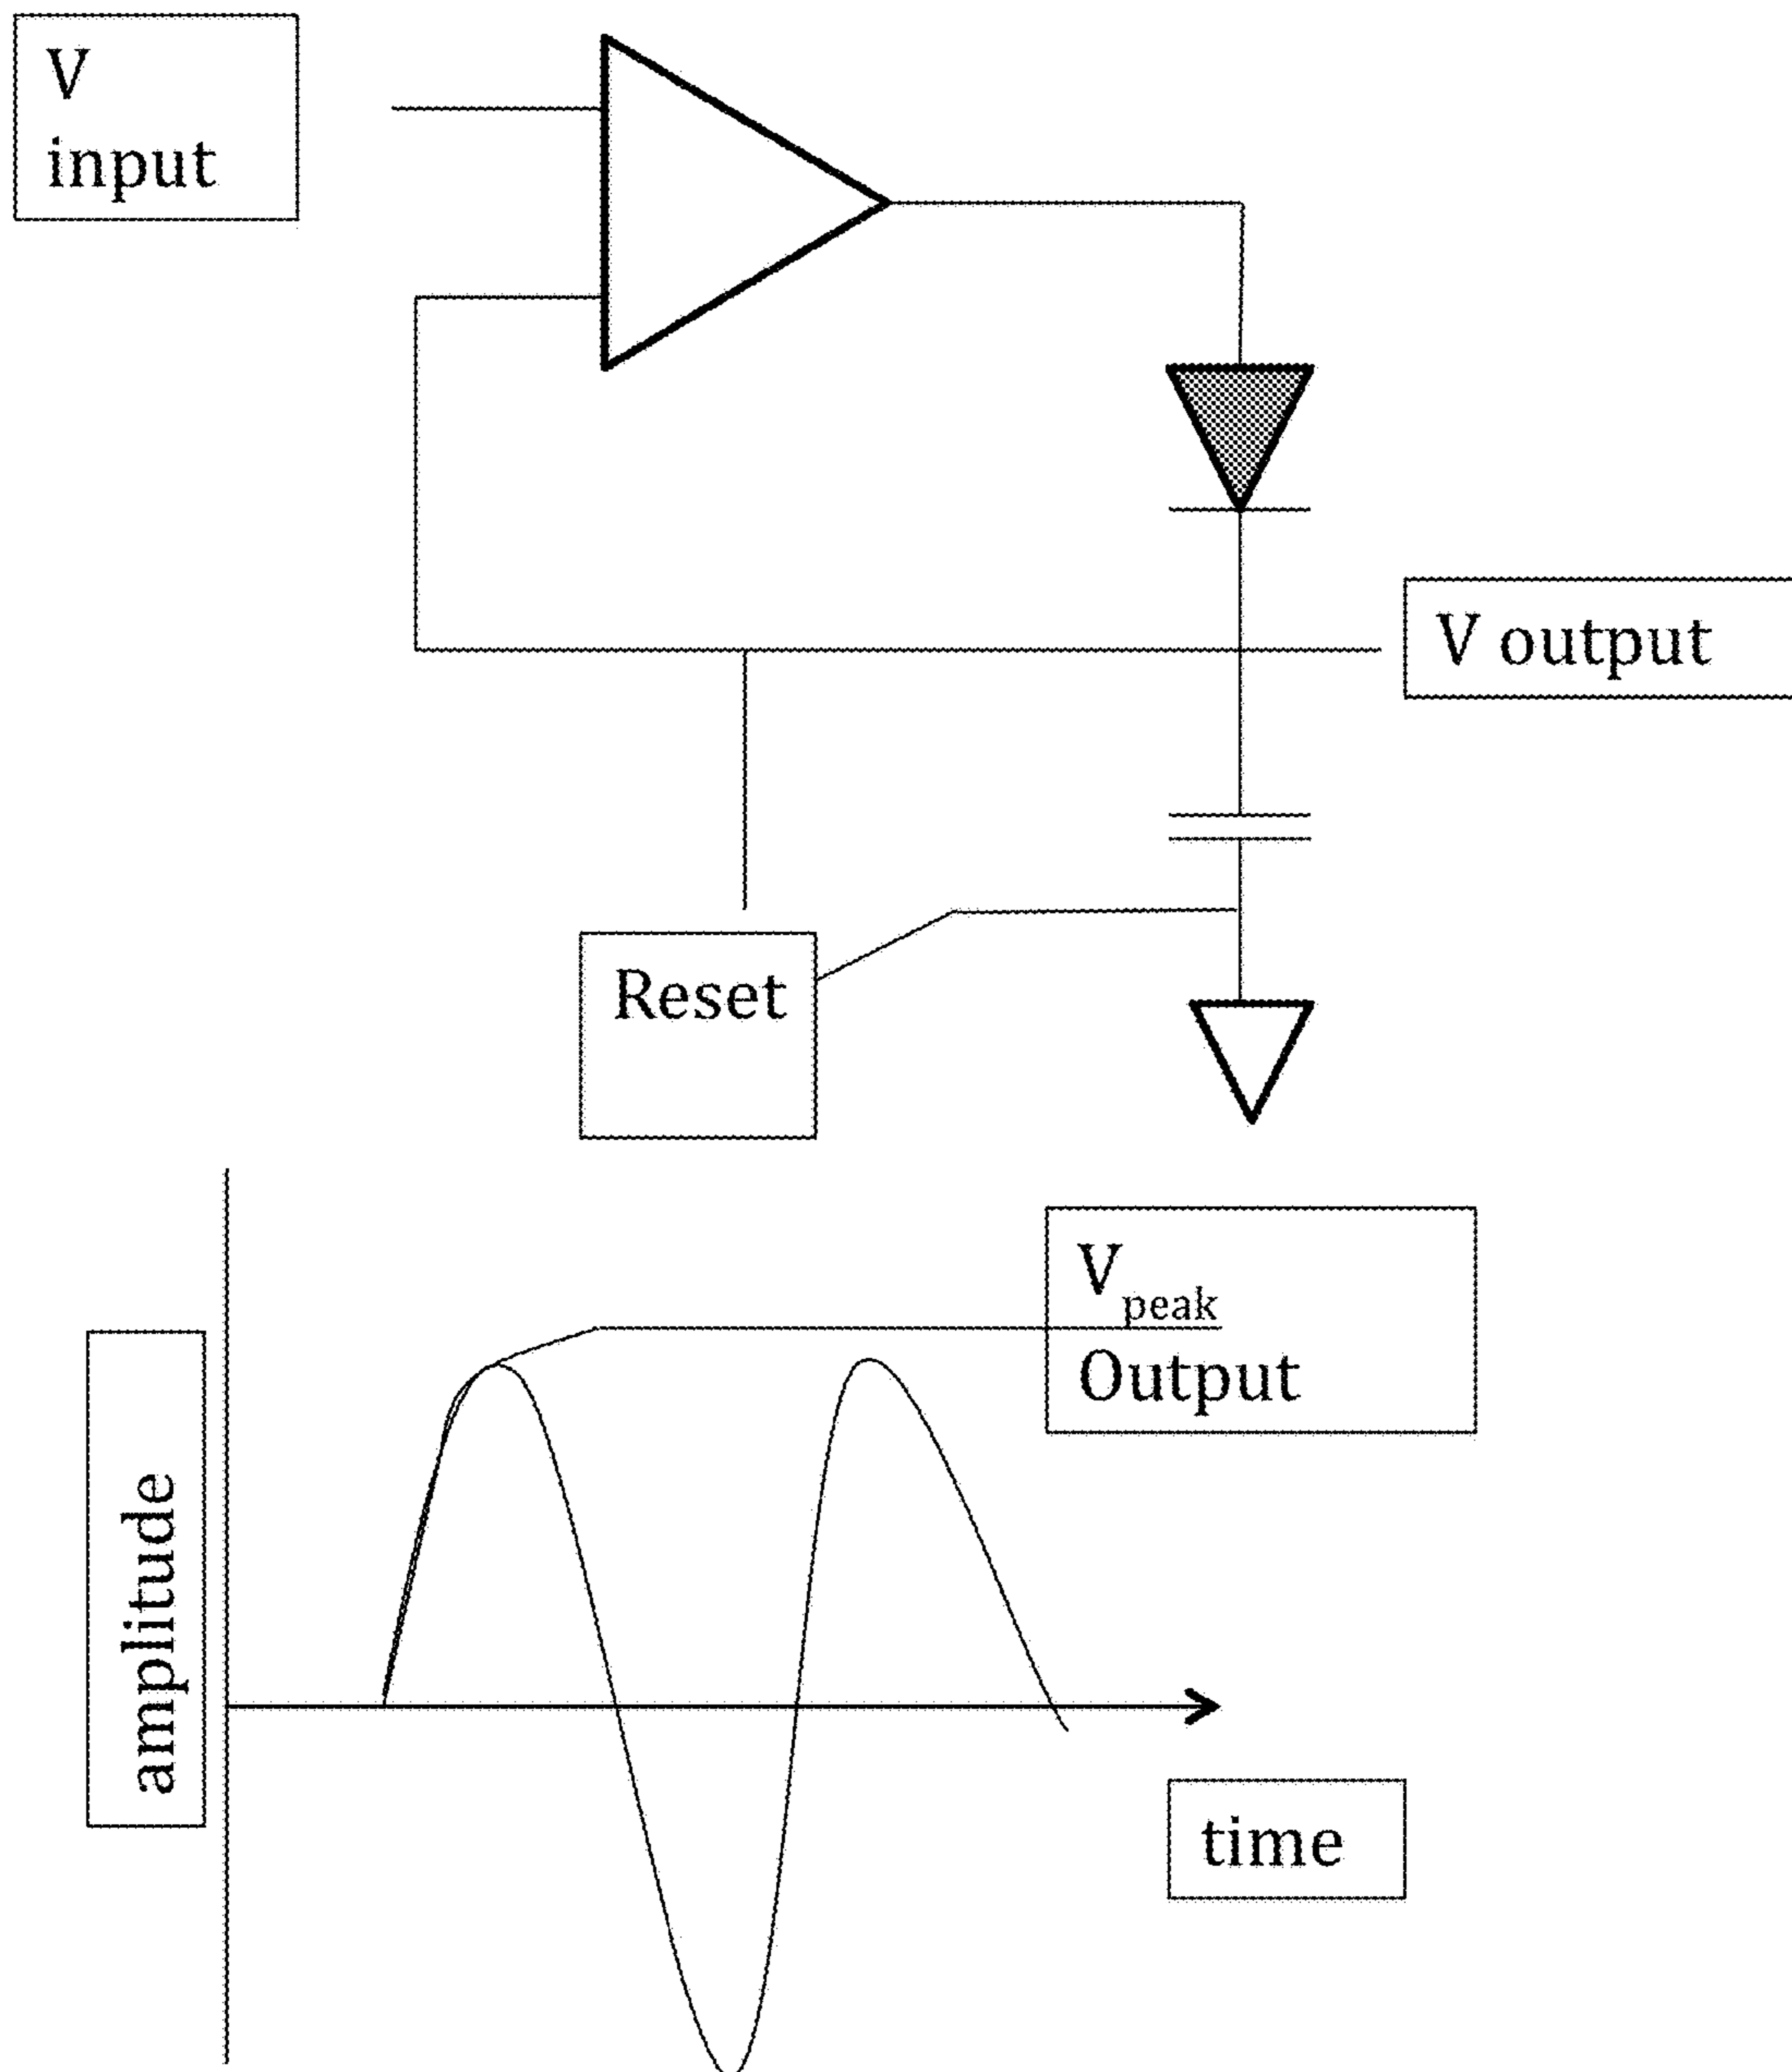 V
input
V output
Reset
V peak
Output
amplitude
time